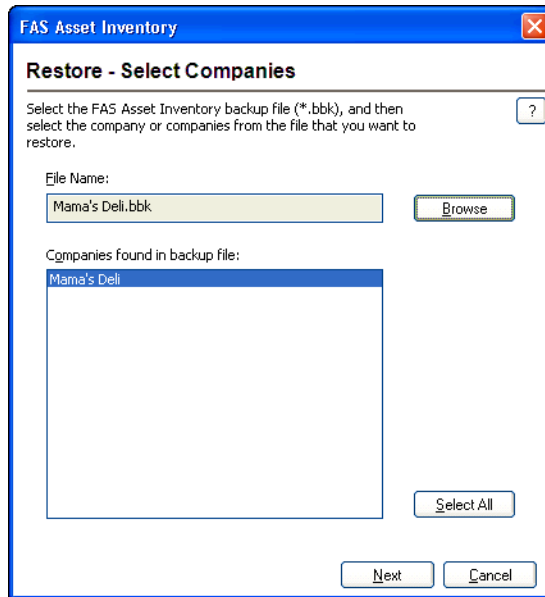 FAS Asset Inventory
Restore - Select Companies
Select the FAS Asset Inventory backup file (*.bbk), and then
select the company or companies from the file that you want to
restore.
?
File Name:
Mama's Deli.bbk
Browse
Companies found in backup file:
Mama's Deli
Select All
Next
Cancel